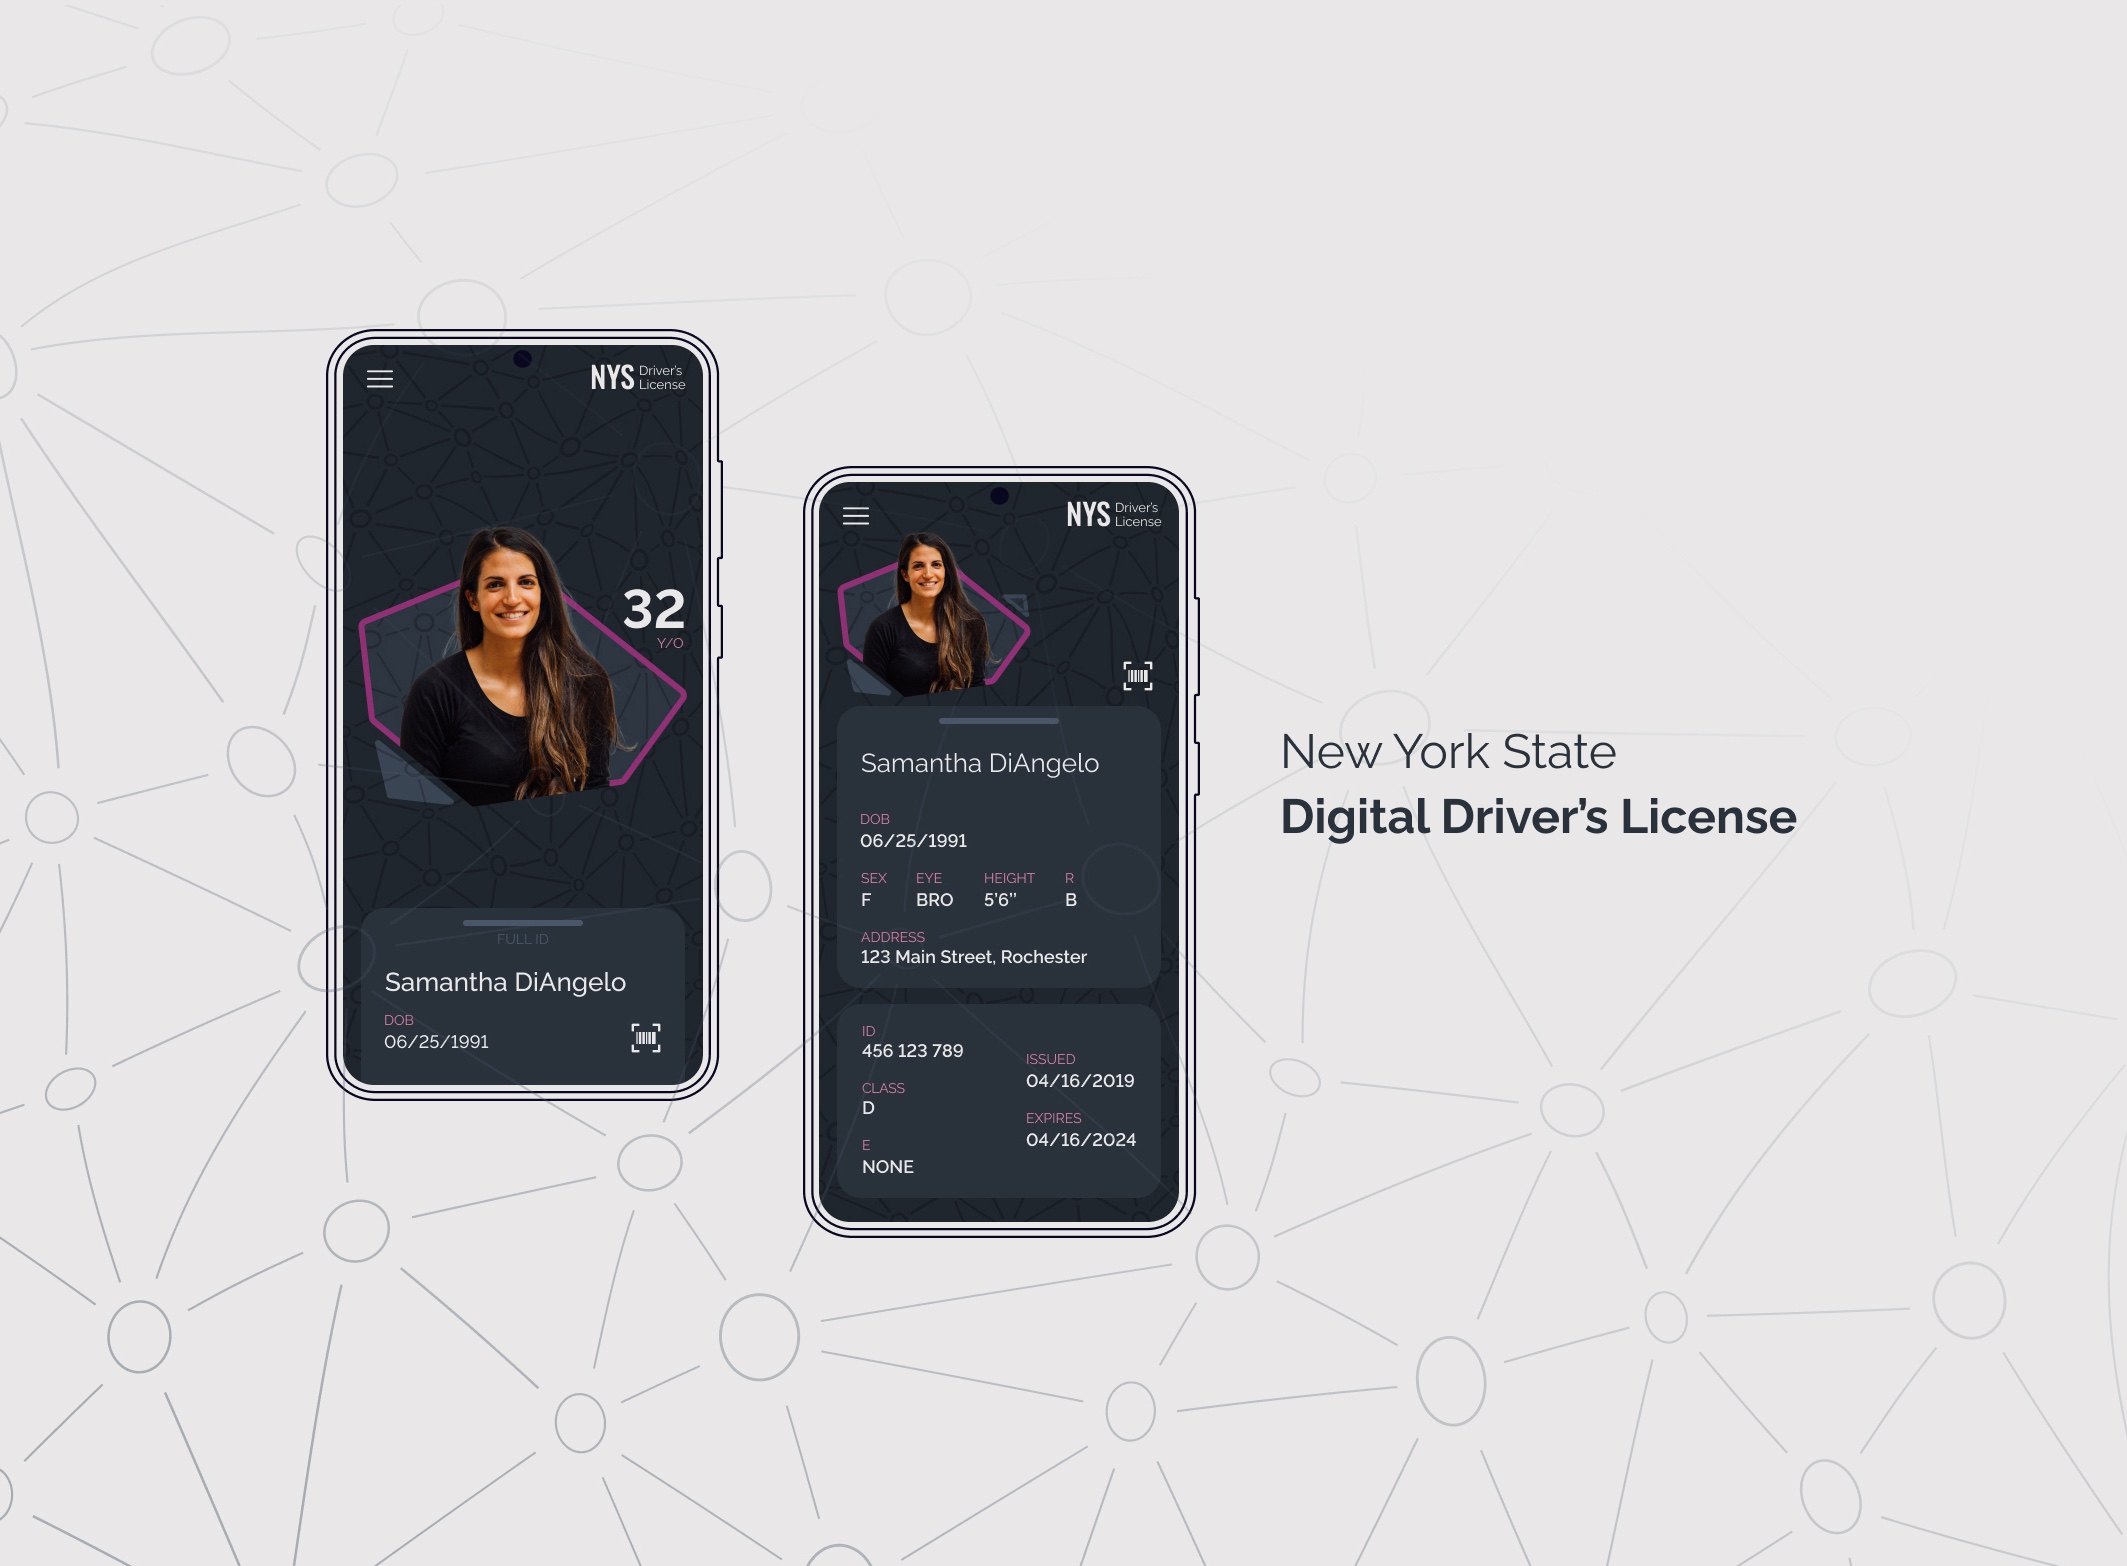 NYS Driver's
License
32
Y/O
FULL ID
Samantha DiAngelo
DOB
06/25/1991
NYS Driver's
License
Samantha DiAngelo
DOB
06/25/1991
SEX EYE HEIGHT R
F BRO 5'6'' B
ADDRESS
123 Main Street, Rochester
ID
456 123 789
CLASS
D
E
NONE
ISSUED
04/16/2019
EXPIRES
04/16/2024
New York State
Digital Driver's License